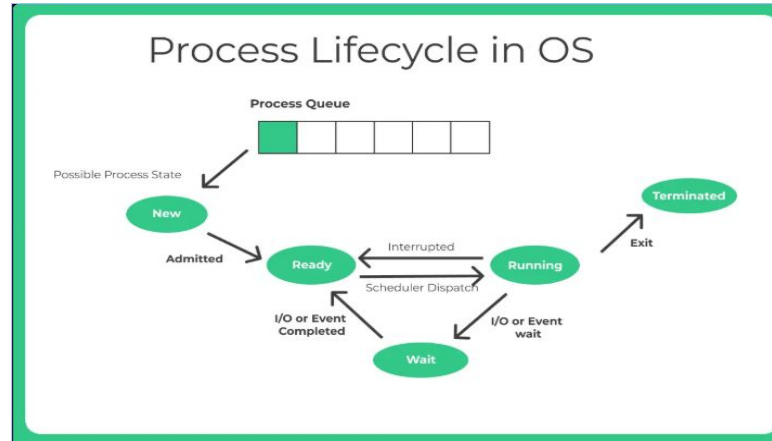 Process Lifecycle in OS
Process Queue
Possible Process State
New
Terminated
Admitted
Ready
Interrupted
Running
Exit
Scheduler Dispatch
I/O or Event
Completed
I/O or Event
wait
Wait